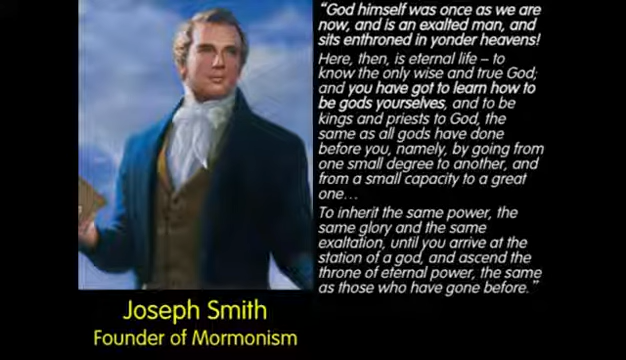 “God himself was once as we are
now, and is an exalted man, and
sits enthroned in yonder heavens!
Here, then, is eternal life – to
know the only wise and true God;
and you have got to learn how to
be gods yourselves, and to be
kings and priests to God, the
same as all gods have done
before you, namely, by going from
one small degree to another, and
from a small capacity to a great
one…
To inherit the same power, the
same glory and the same
exaltation, until you arrive at the
station of a god, and ascend the
throne of eternal power, the same
as those who have gone before.”
Joseph Smith
Founder of Mormonism